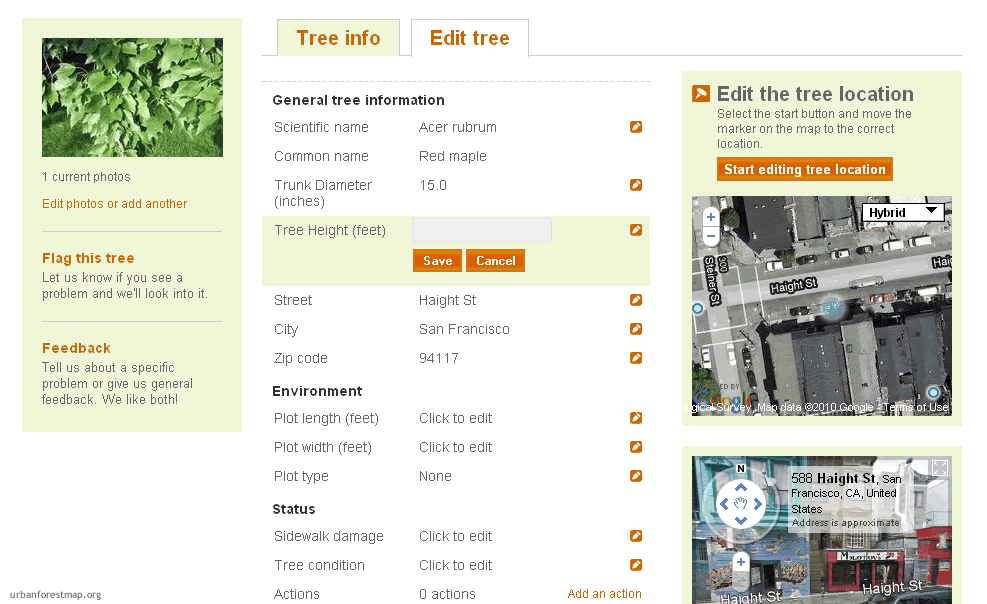 Tree info
Edit tree
1 current photos
Edit photos or add another
Flag this tree
Let us know if you see a
problem and we'll look into it.
Feedback
Tell us about a specific
problem or give us general
feedback. We like both!
General tree information
Scientific name Acer rubrum
Common name Red maple
Trunk Diameter 15.0
(inches)
Tree Height (feet)
Save Cancel
Street Haight St
City San Francisco
Zip code 94117
Environment
Plot length (feet) Click to edit
Plot width (feet) Click to edit
Plot type None
Status
Sidewalk damage Click to edit
Tree condition Click to edit
Actions 0 actions Add an action
Edit the tree location
Select the start button and move the
marker on the map to the correct
location.
Start editing tree location
+
−
Hybrid
300
Steiner St
Haight St
Hai
POWERED BY
Google
ological Survey, Map data ©2010 Google - Terms of Use
N
588 Haight St, San
Francisco, CA, United
States
Address is approximate
+
Haight St
Haight St
urbanforestmap.org